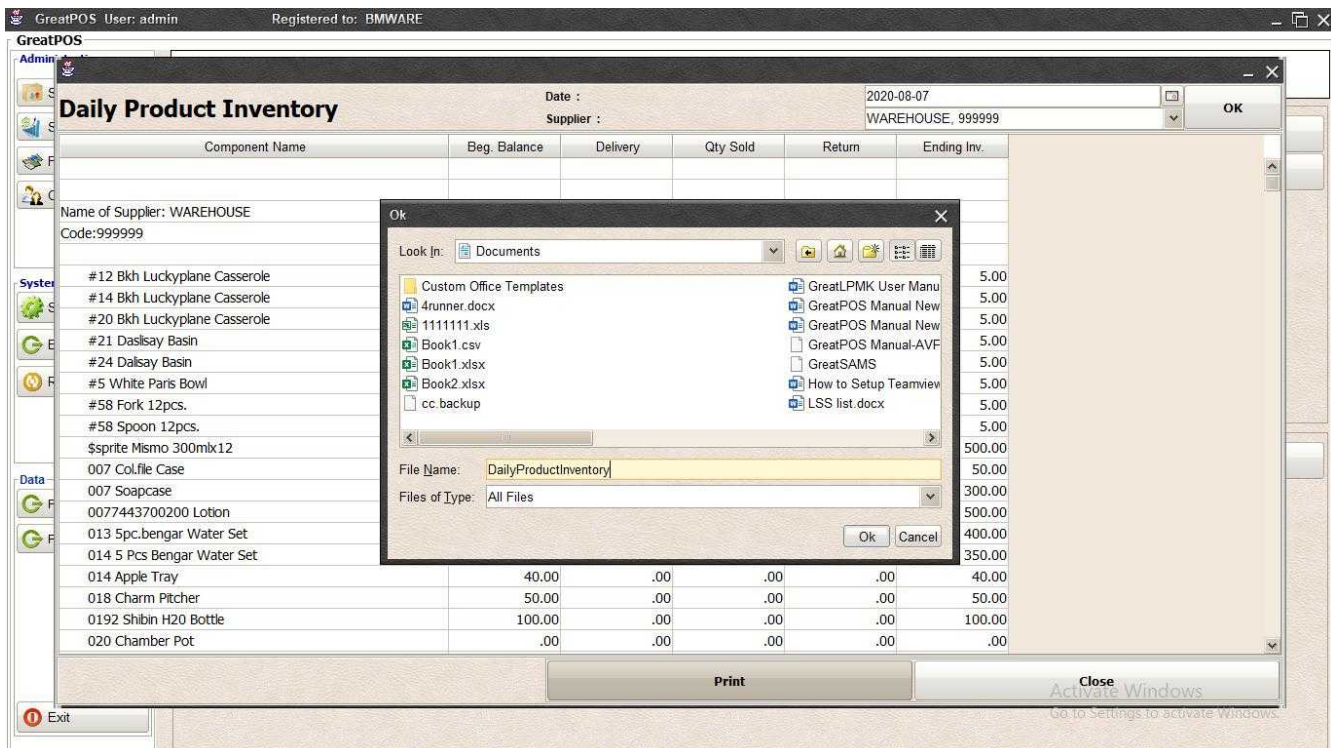 GreatPOS User: admin Registered to: BMWARE
GreatPOS
Daily Product Inventory
Date :
2020-08-07
Supplier :
WAREHOUSE, 999999
OK
Component Name Beg. Balance Delivery Qty Sold Return Ending Inv.
Name of Supplier: WAREHOUSE
Code:999999
#12 Bkh Luckyplane Casserole 5.00
#14 Bkh Luckyplane Casserole 5.00
#20 Bkh Luckyplane Casserole 5.00
#21 Daslisay Basin 5.00
#24 Dalisay Basin 5.00
#5 White Paris Bowl 5.00
#58 Fork 12pcs. 5.00
#58 Spoon 12pcs. 5.00
$sprite Mismo 300mlx12 500.00
007 Col.file Case 50.00
007 Soapcase 300.00
0077443700200 Lotion 500.00
013 5pc.bengar Water Set 400.00
014 5 Pcs Bengar Water Set 350.00
014 Apple Tray 40.00 .00 .00 .00 40.00
018 Charm Pitcher 50.00 .00 .00 .00 50.00
0192 Shibin H20 Bottle 100.00 .00 .00 .00 100.00
020 Chamber Pot .00 .00 .00 .00 .00
Ok
Look In: Documents
Custom Office Templates
4runner.docx
1111111.xls
Book1.csv
Book1.xlsx
Book2.xlsx
cc.backup
GreatLPMK User Manu
GreatPOS Manual New
GreatPOS Manual New
GreatPOS Manual-AVF
GreatSAMS
How to Setup Teamview
LSS list.docx
File Name: DailyProductInventory
Files of Type: All Files
Ok Cancel
Print
Close
Activate Windows
Go to Settings to activate Windows.
Data
Exit